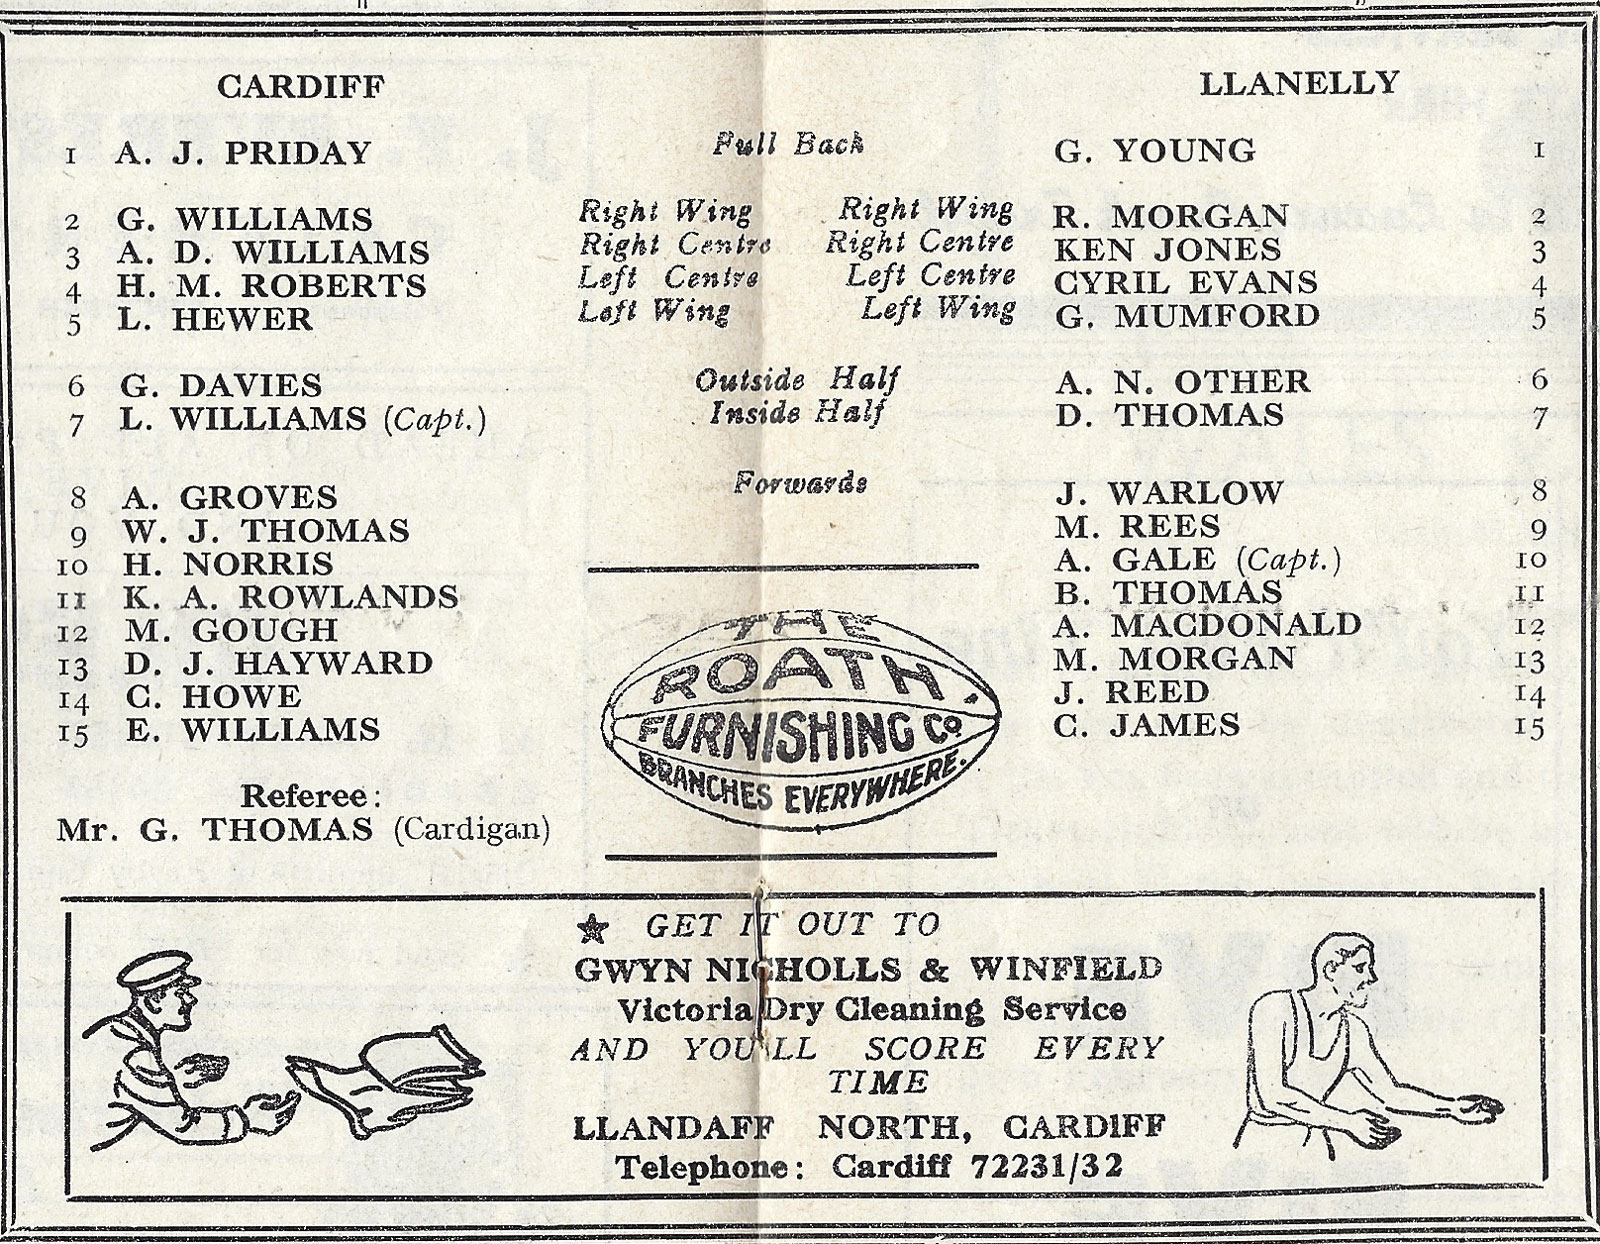 CARDIFF LLANELLY
1 A. J. PRIDAY Full Back G. YOUNG 1
2 G. WILLIAMS Right Wing Right Wing R. MORGAN 2
3 A. D. WILLIAMS Right Centre Right Centre KEN JONES 3
4 H. M. ROBERTS Left Centre Left Centre CYRIL EVANS 4
5 L. HEWER Left Wing Left Wing G. MUMFORD 5
6 G. DAVIES Outside Half A. N. OTHER 6
7 L. WILLIAMS (Capt.) Inside Half D. THOMAS 7
8 A. GROVES Forwards J. WARLOW 8
9 W. J. THOMAS M. REES 9
10 H. NORRIS A. GALE (Capt.) 10
11 K. A. ROWLANDS B. THOMAS 11
12 M. GOUGH A. MACDONALD 12
13 D. J. HAYWARD M. MORGAN 13
14 C. HOWE J. REED 14
15 E. WILLIAMS C. JAMES 15
Referee:
Mr. G. THOMAS (Cardigan)
THE
ROATH
FURNISHING Co.
BRANCHES EVERYWHERE.
★ GET IT OUT TO
GWYN NICHOLLS & WINFIELD
Victoria Dry Cleaning Service
AND YOU'LL SCORE EVERY
TIME
LLANDAFF NORTH, CARDIFF
Telephone: Cardiff 72231/32